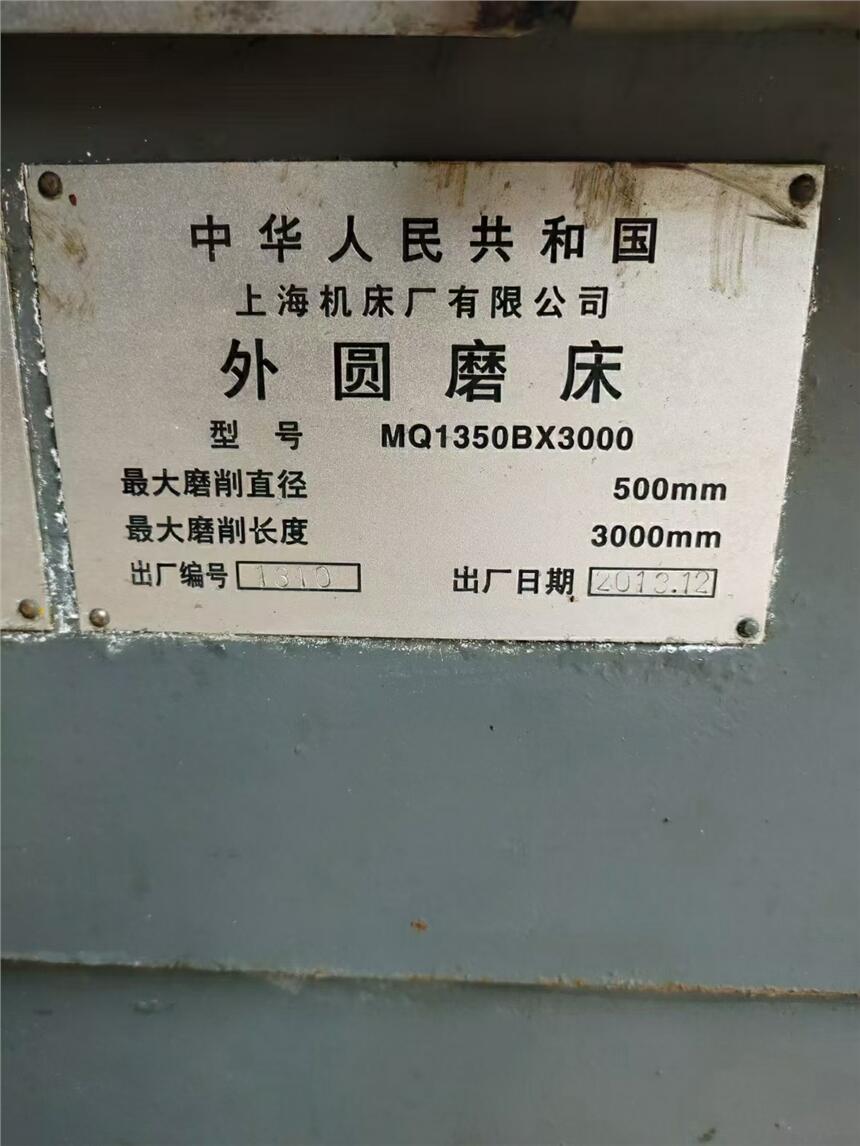 中华人民共和国
上海机床厂有限公司
外圆磨床
型号 MQ1350BX3000
最大磨削直径 500mm
最大磨削长度 3000mm
出厂编号 1310 出厂日期 2013.12